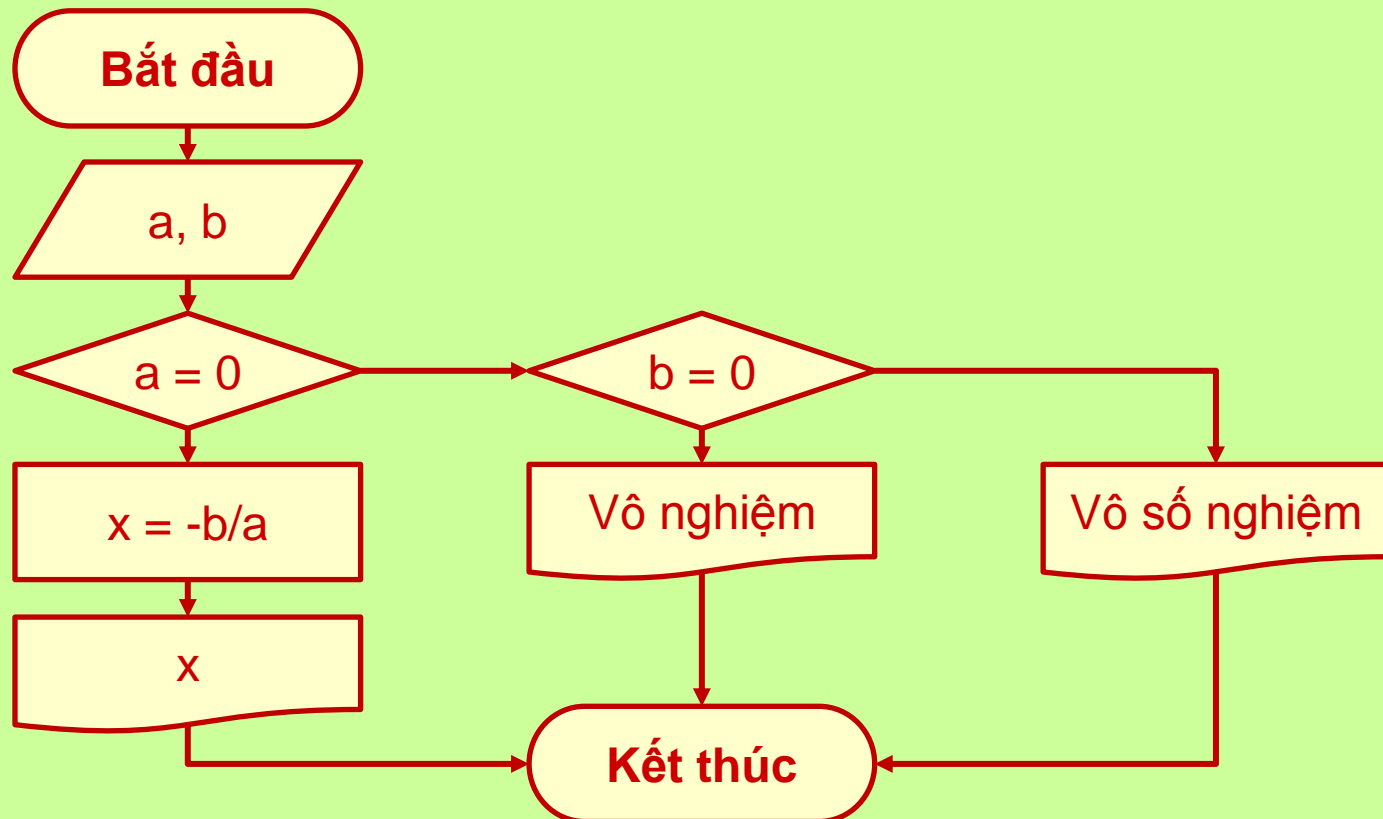 Bắt đầu
a, b
a = 0
b = 0
x = -b/a
Vô nghiệm
Vô số nghiệm
x
Kết thúc